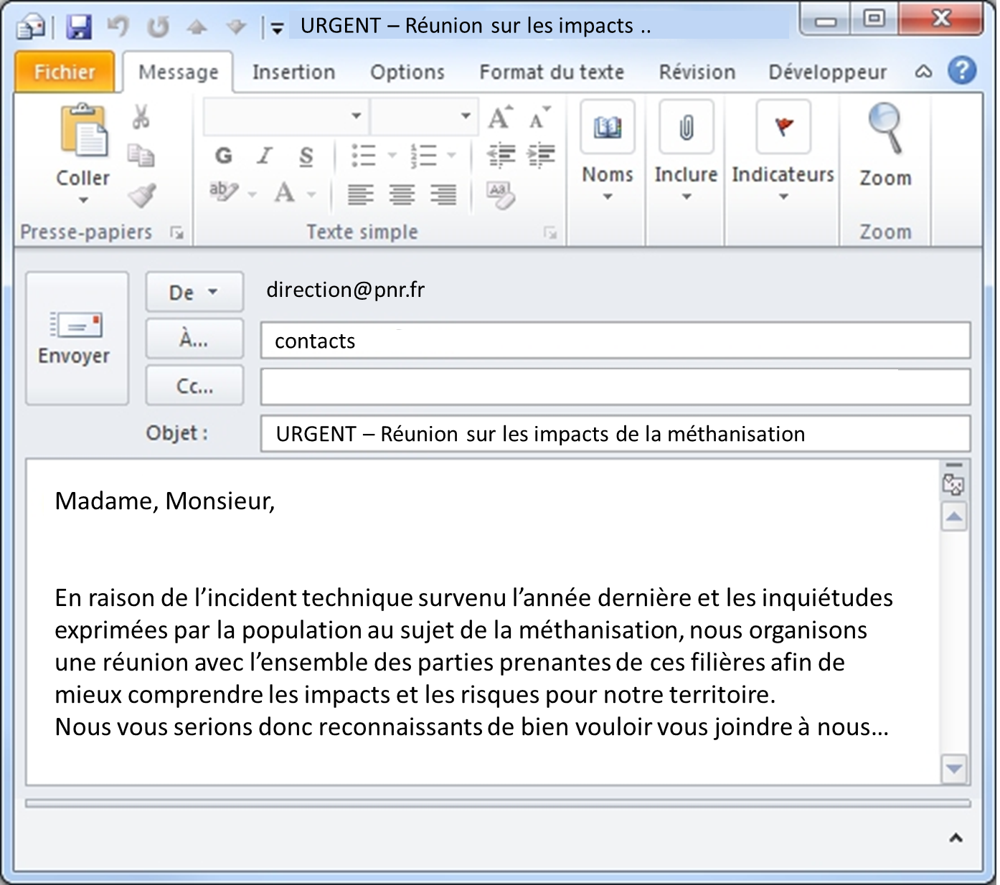 URGENT – Réunion sur les impacts ..
Fichier Message Insertion Options Format du texte Révision Développeur
Coller
G I S
ab A
Aa
Noms Inclure Indicateurs Zoom
Presse-papiers Texte simple Zoom
Envoyer
De direction@pnr.fr
À... contacts
Cc...
Objet : URGENT – Réunion sur les impacts de la méthanisation
Madame, Monsieur,
En raison de l’incident technique survenu l’année dernière et les inquiétudes
exprimées par la population au sujet de la méthanisation, nous organisons
une réunion avec l’ensemble des parties prenantes de ces filières afin de
mieux comprendre les impacts et les risques pour notre territoire.
Nous vous serions donc reconnaissants de bien vouloir vous joindre à nous…